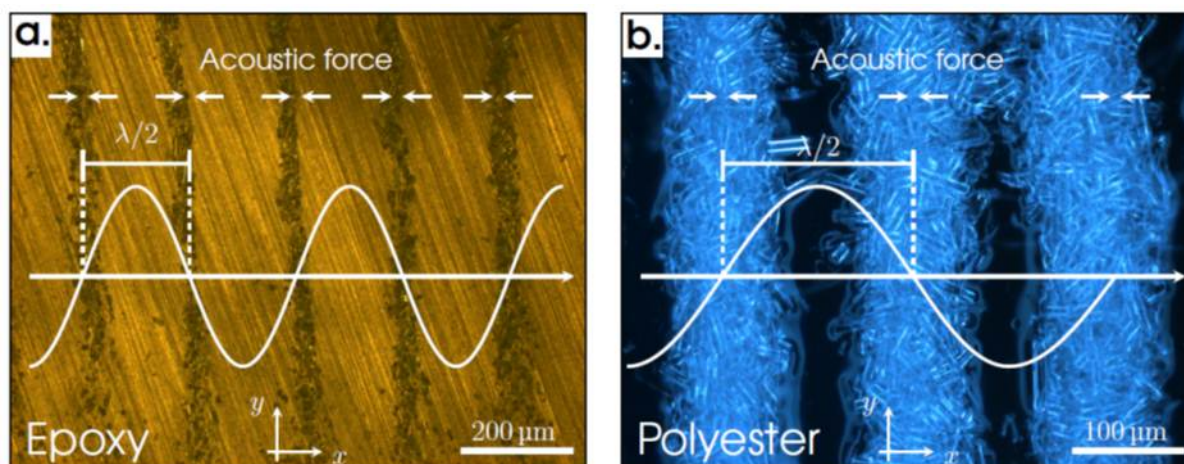 a.
Acoustic force
λ/2
y
x
Epoxy
200 µm
b.
Acoustic force
λ/2
y
x
Polyester
100 µm